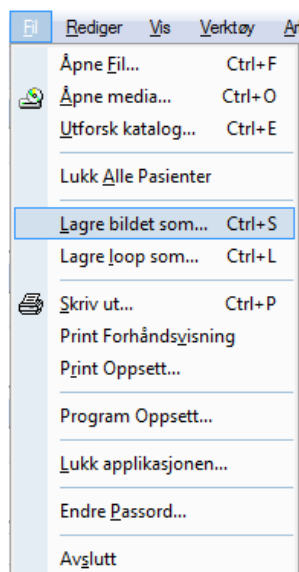 Fil Rediger Vis Verktøy
Åpne Fil... Ctrl+F
Åpne media... Ctrl+O
Utforsk katalog... Ctrl+E
Lukk Alle Pasienter
Lagre bildet som... Ctrl+S
Lagre loop som... Ctrl+L
Skriv ut... Ctrl+P
Print Forhåndsvisning
Print Oppsett...
Program Oppsett...
Lukk applikasjonen...
Endre Passord...
Avslutt